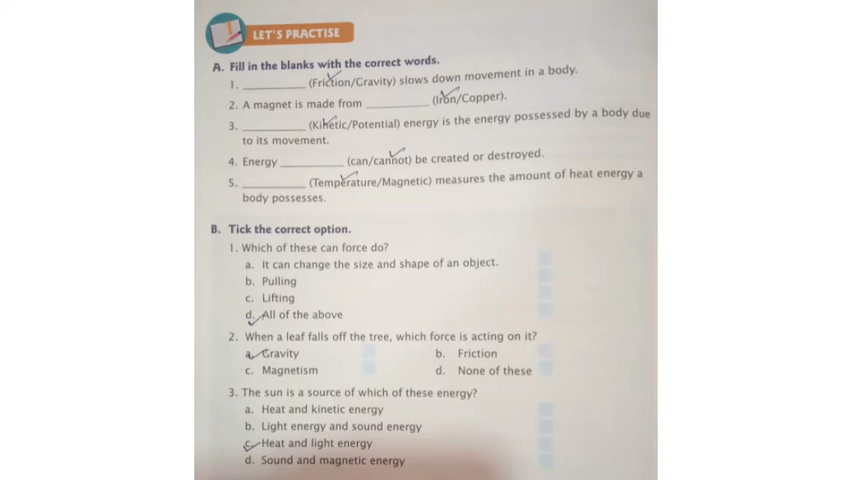 LET'S PRACTISE
A. Fill in the blanks with the correct words.
1. __________ (Friction/Gravity) slows down movement in a body.
2. A magnet is made from __________ (Iron/Copper).
3. __________ (Kinetic/Potential) energy is the energy possessed by a body due
to its movement.
4. Energy __________ (can/cannot) be created or destroyed.
5. __________ (Temperature/Magnetic) measures the amount of heat energy a
body possesses.
B. Tick the correct option.
1. Which of these can force do?
a. It can change the size and shape of an object.
b. Pulling
c. Lifting
d. All of the above
2. When a leaf falls off the tree, which force is acting on it?
a. Gravity b. Friction
c. Magnetism d. None of these
3. The sun is a source of which of these energy?
a. Heat and kinetic energy
b. Light energy and sound energy
c. Heat and light energy
d. Sound and magnetic energy